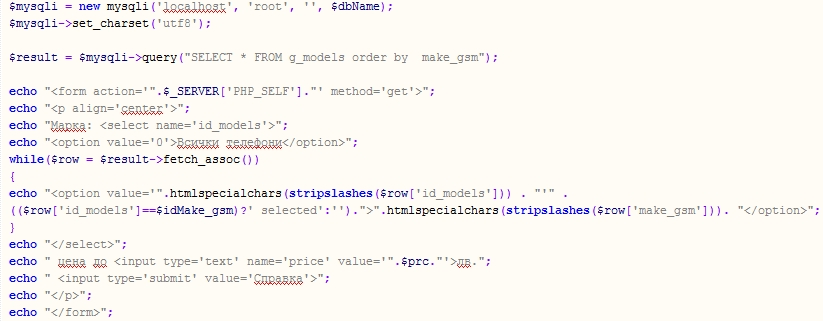 $mysqli = new mysqli('localhost', 'root', '', $dbName);
$mysqli->set_charset('utf8');
$result = $mysqli->query("SELECT * FROM g_models order by  make_gsm");
echo "<form action='".$_SERVER['PHP_SELF']."' method='get'>";
echo "<p align='center'>";
echo "Марка: <select name='id_models'>";
echo "<option value='0'>Всички телефони</option>";
while($row = $result->fetch_assoc())
{
echo "<option value='".htmlspecialchars(stripslashes($row['id_models'])) . "'" .
(($row['id_models']==$idMake_gsm)?' selected':'').">".htmlspecialchars(stripslashes($row['make_gsm'])). "</option>";
}
echo "</select>";
echo " цена до <input type='text' name='price' value='".$prc."'>лв.";
echo " <input type='submit' value='Справка'>";
echo "</p>";
echo "</form>";